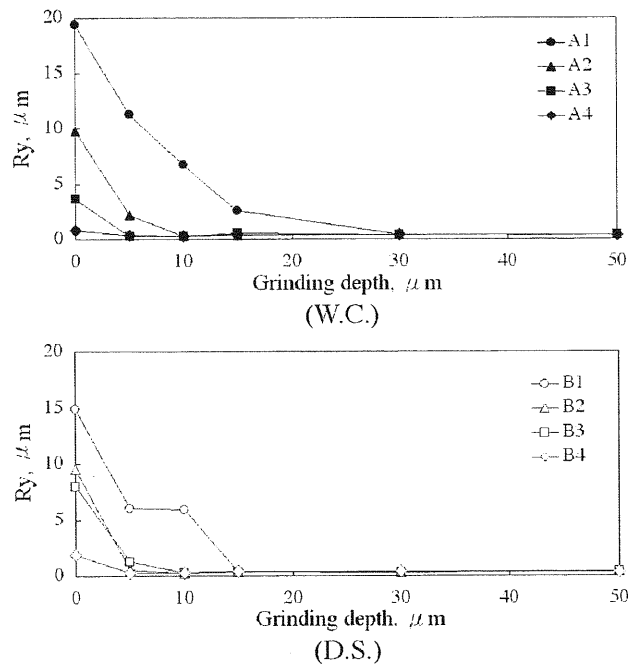 20
15
10
5
0
Ry, μm
A1
A2
A3
A4
0 10 20 30 40 50
Grinding depth, μm
(W.C.)
20
15
10
5
0
Ry, μm
B1
B2
B3
B4
0 10 20 30 40 50
Grinding depth, μm
(D.S.)